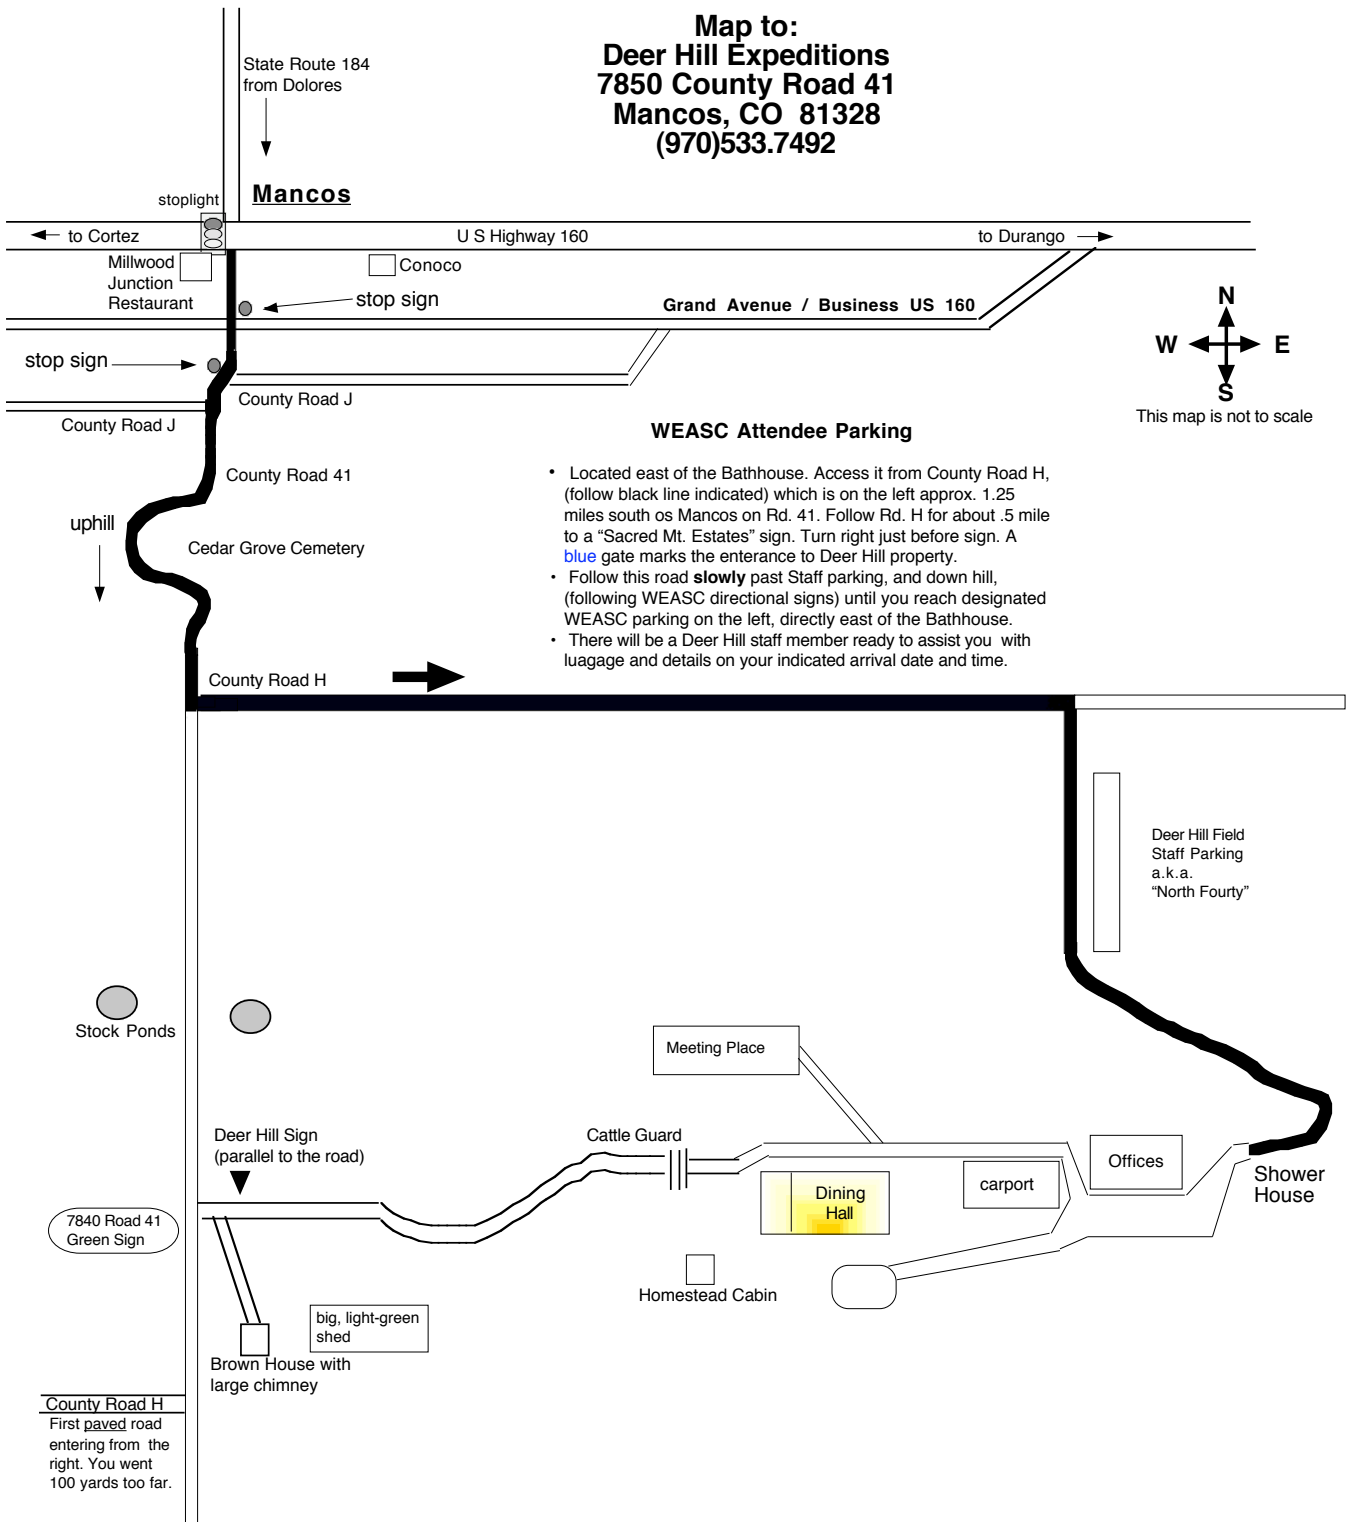 Map to:
Deer Hill Expeditions
7850 County Road 41
Mancos, CO 81328
(970)533.7492
State Route 184
from Dolores
Mancos
stoplight
to Cortez
U S Highway 160
to Durango
Millwood
Junction
Restaurant
Conoco
stop sign
Grand Avenue / Business US 160
N
W
E
S
This map is not to scale
stop sign
County Road J
County Road J
WEASC Attendee Parking
• Located east of the Bathhouse. Access it from County Road H,
(follow black line indicated) which is on the left approx. 1.25
miles south os Mancos on Rd. 41. Follow Rd. H for about .5 mile
to a “Sacred Mt. Estates” sign. Turn right just before sign. A
blue gate marks the enterance to Deer Hill property.
• Follow this road slowly past Staff parking, and down hill,
(following WEASC directional signs) until you reach designated
WEASC parking on the left, directly east of the Bathhouse.
• There will be a Deer Hill staff member ready to assist you with
luagage and details on your indicated arrival date and time.
County Road 41
uphill
Cedar Grove Cemetery
County Road H
Deer Hill Field
Staff Parking
a.k.a.
“North Fourty”
Stock Ponds
Meeting Place
Deer Hill Sign
(parallel to the road)
Cattle Guard
Offices
carport
Shower
House
Dining
Hall
7840 Road 41
Green Sign
Homestead Cabin
big, light-green
shed
Brown House with
large chimney
County Road H
First paved road
entering from the
right. You went
100 yards too far.